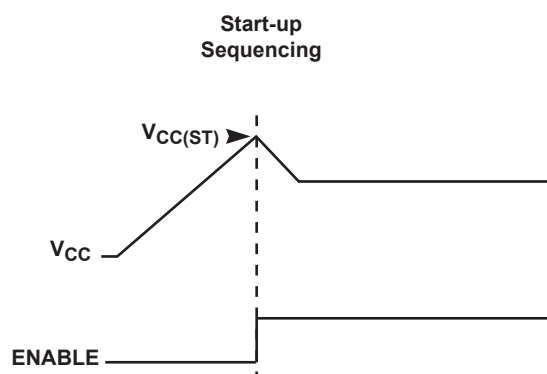 Start-up
Sequencing
VCC(ST)
VCC
ENABLE